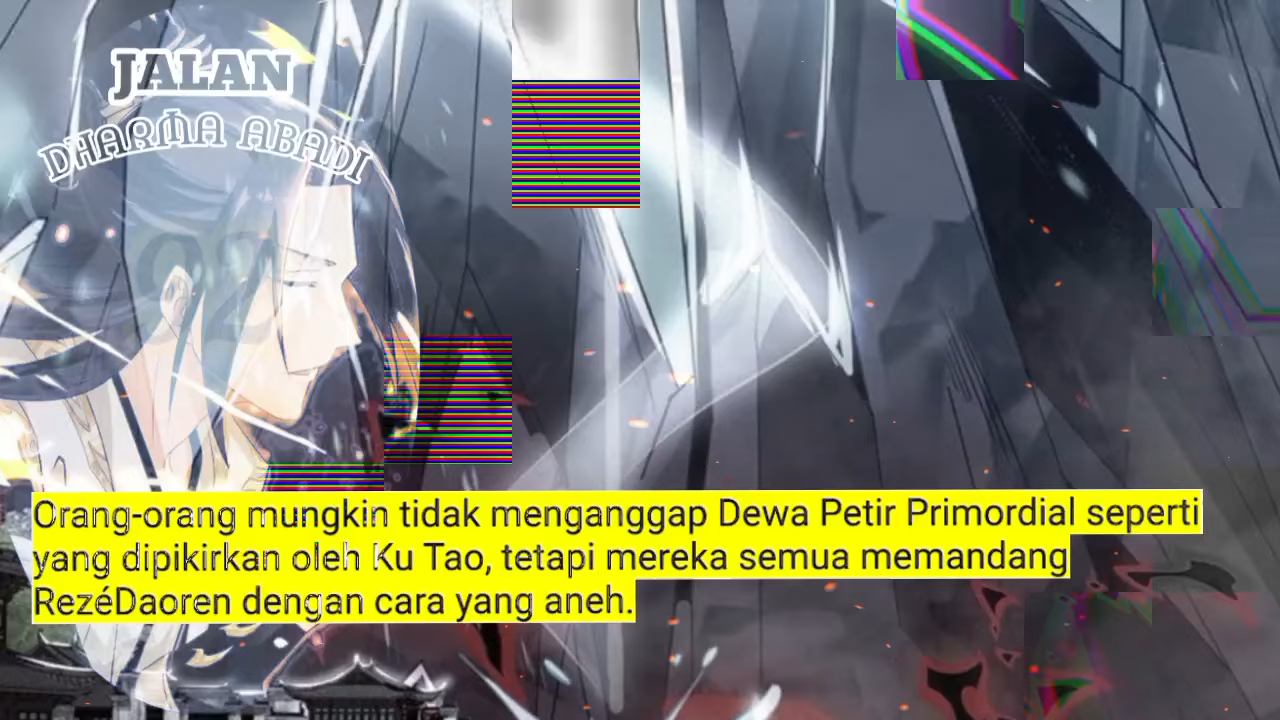 JALAN
DHARMA ABADI
92
Orang-orang mungkin tidak menganggap Dewa Petir Primordial seperti
yang dipikirkan oleh Ku Tao, tetapi mereka semua memandang
RezéDaoren dengan cara yang aneh.